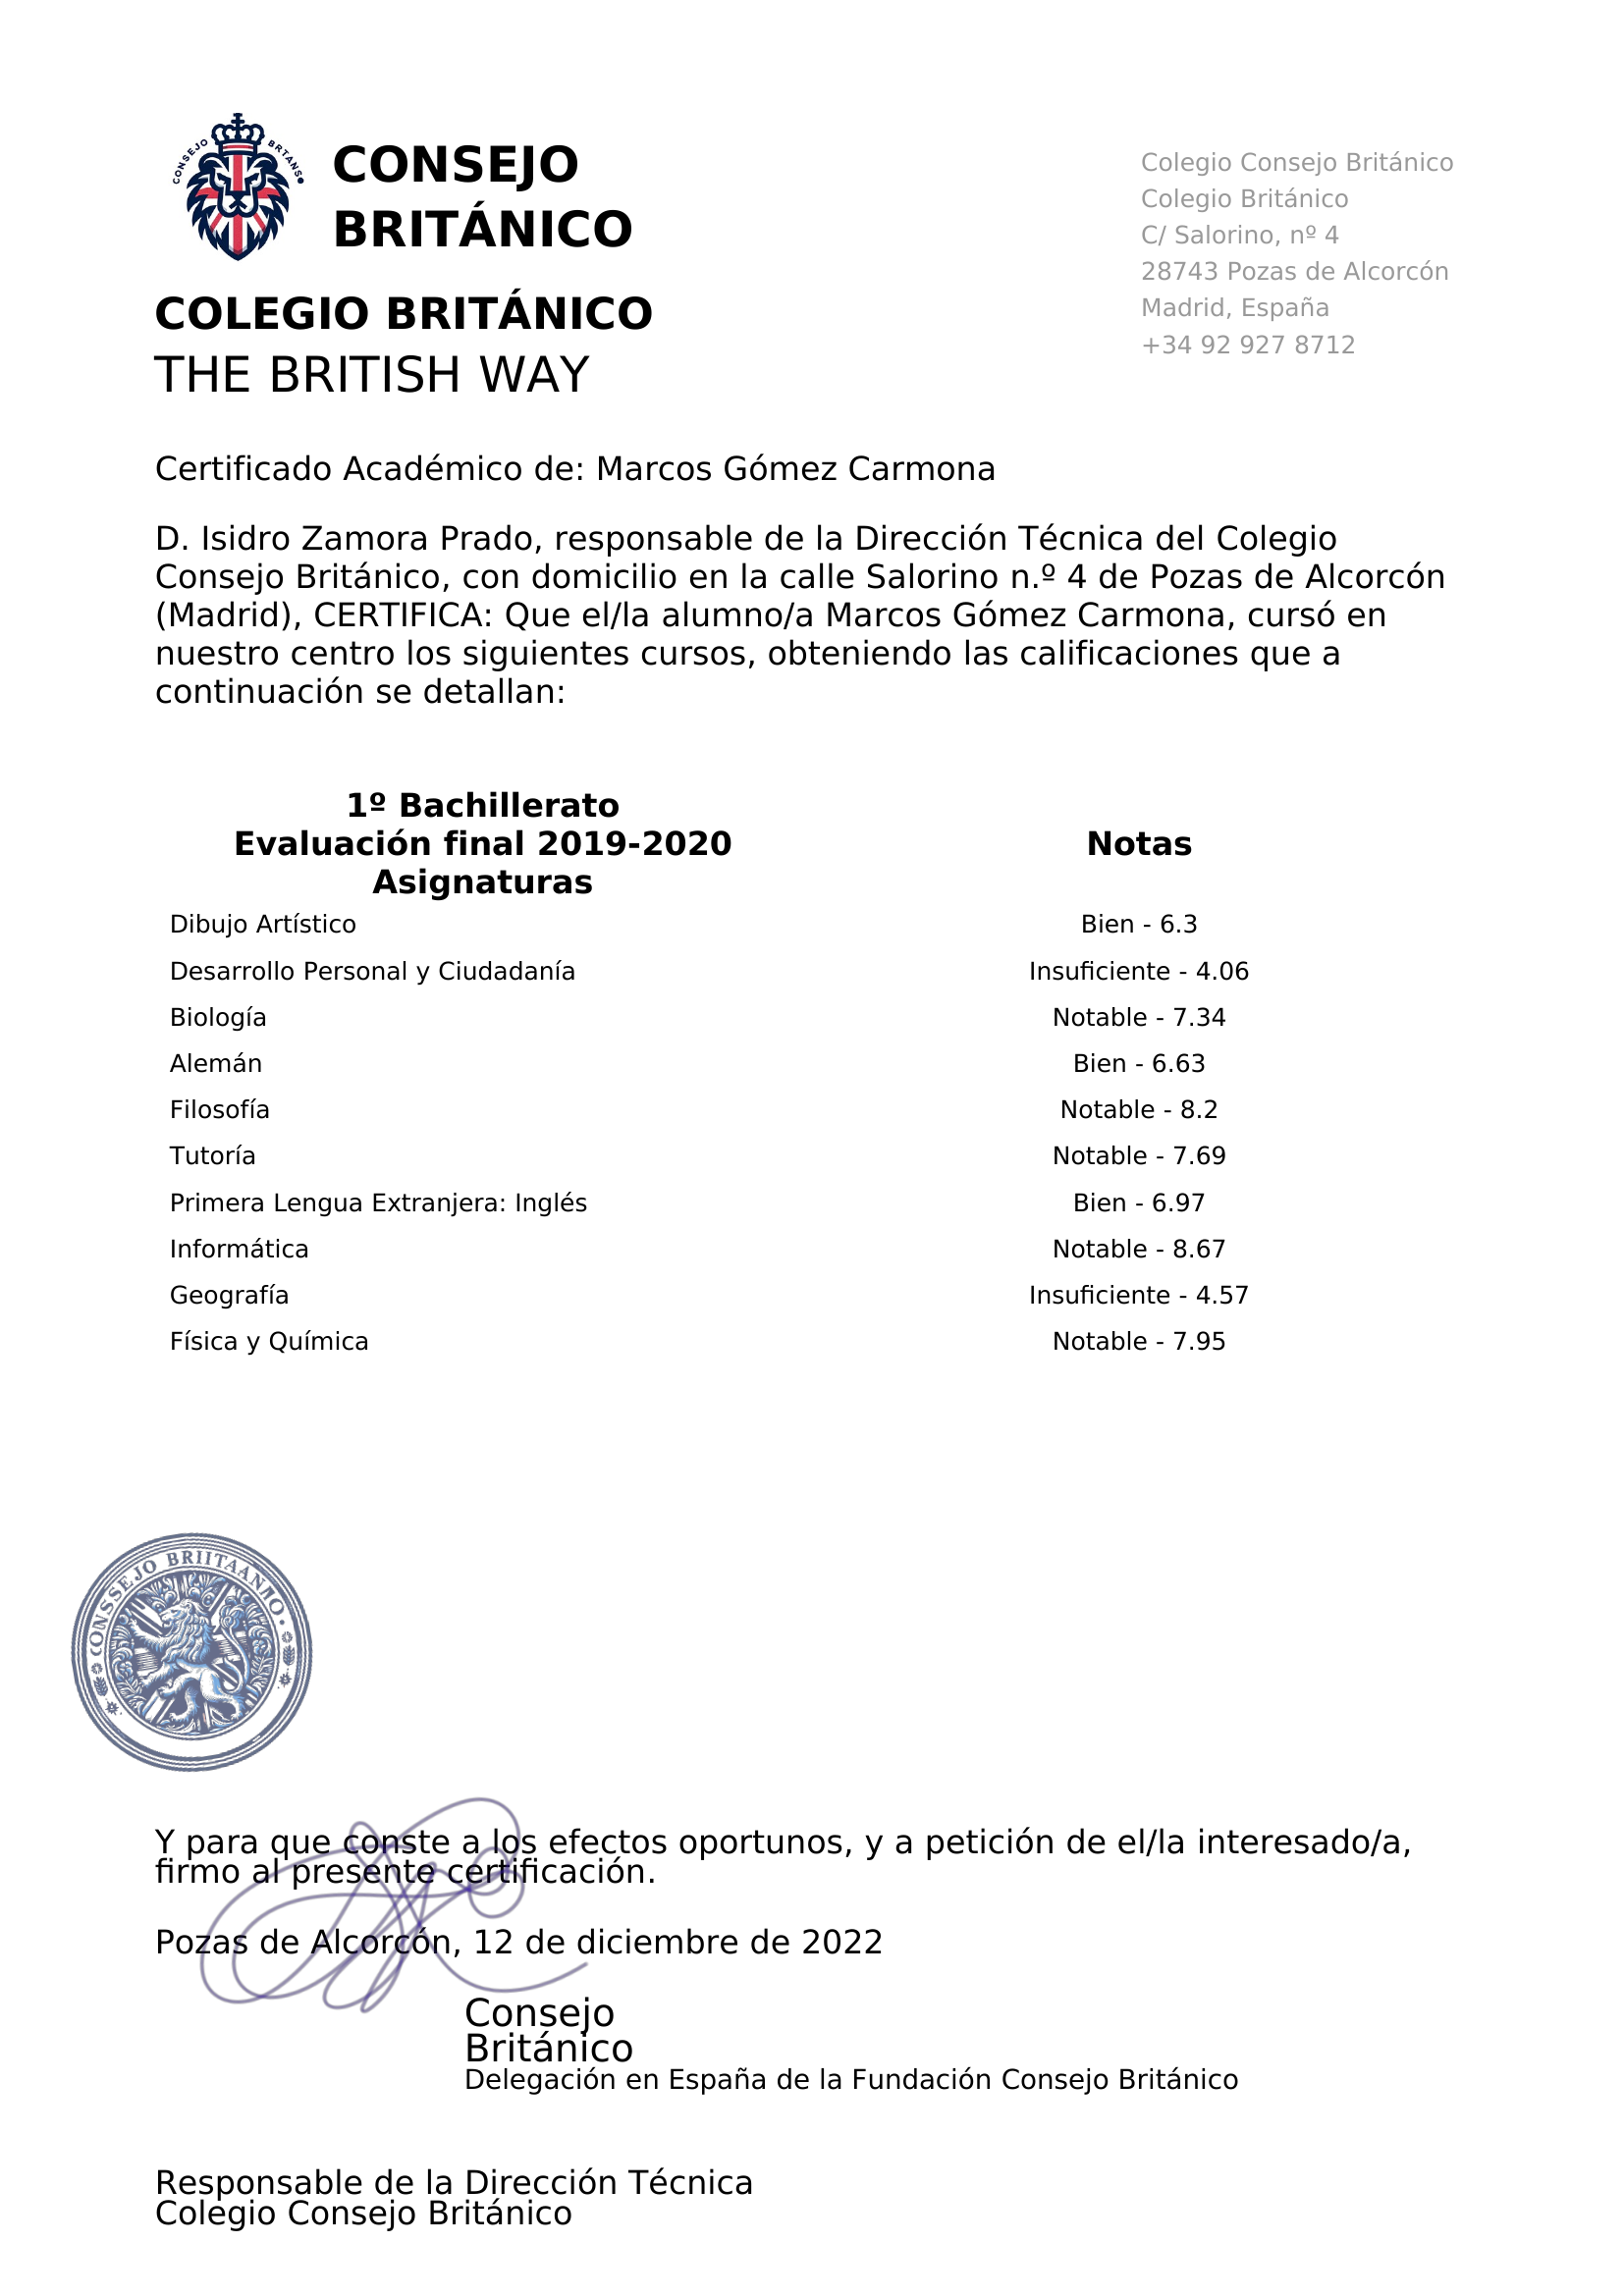 CONSEJO BRTANS
CONSEJO
BRITÁNICO
COLEGIO BRITÁNICO
THE BRITISH WAY
Colegio Consejo Británico
Colegio Británico
C/ Salorino, nº 4
28743 Pozas de Alcorcón
Madrid, España
+34 92 927 8712
Certificado Académico de: Marcos Gómez Carmona
D. Isidro Zamora Prado, responsable de la Dirección Técnica del Colegio
Consejo Británico, con domicilio en la calle Salorino n.º 4 de Pozas de Alcorcón
(Madrid), CERTIFICA: Que el/la alumno/a Marcos Gómez Carmona, cursó en
nuestro centro los siguientes cursos, obteniendo las calificaciones que a
continuación se detallan:
1º Bachillerato
Evaluación final 2019-2020 Notas
Asignaturas
Dibujo Artístico Bien - 6.3
Desarrollo Personal y Ciudadanía Insuficiente - 4.06
Biología Notable - 7.34
Alemán Bien - 6.63
Filosofía Notable - 8.2
Tutoría Notable - 7.69
Primera Lengua Extranjera: Inglés Bien - 6.97
Informática Notable - 8.67
Geografía Insuficiente - 4.57
Física y Química Notable - 7.95
CONSSEJO BRIITAANIO
Y para que conste a los efectos oportunos, y a petición de el/la interesado/a,
firmo al presente certificación.
Pozas de Alcorcón, 12 de diciembre de 2022
Consejo
Británico
Delegación en España de la Fundación Consejo Británico
Responsable de la Dirección Técnica
Colegio Consejo Británico